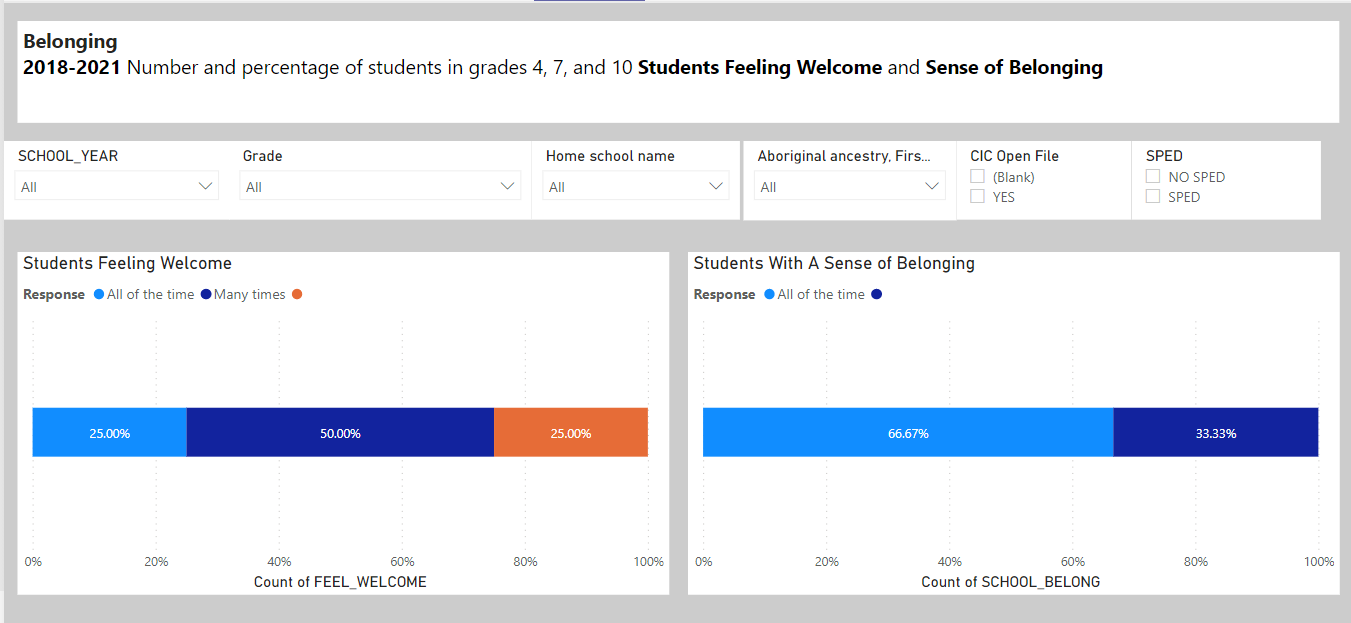 Belonging
2018-2021 Number and percentage of students in grades 4, 7, and 10 Students Feeling Welcome and Sense of Belonging
SCHOOL_YEAR
All
Grade
All
Home school name
All
Aboriginal ancestry, Firs...
All
CIC Open File
(Blank)
YES
SPED
NO SPED
SPED
Students Feeling Welcome
Response All of the time Many times
25.00% 50.00% 25.00%
0% 20% 40% 60% 80% 100%
Count of FEEL_WELCOME
Students With A Sense of Belonging
Response All of the time
66.67% 33.33%
0% 20% 40% 60% 80% 100%
Count of SCHOOL_BELONG